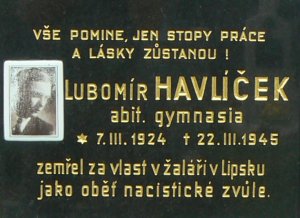 VŠE POMINE, JEN STOPY PRÁCE
A LÁSKY ZŮSTANOU !
LUBOMÍR HAVLÍČEK
abit. gymnasia
✶ 7. III. 1924 † 22. III. 1945
zemřel za vlast v žaláři v Lipsku
jako oběť nacistické zvůle.